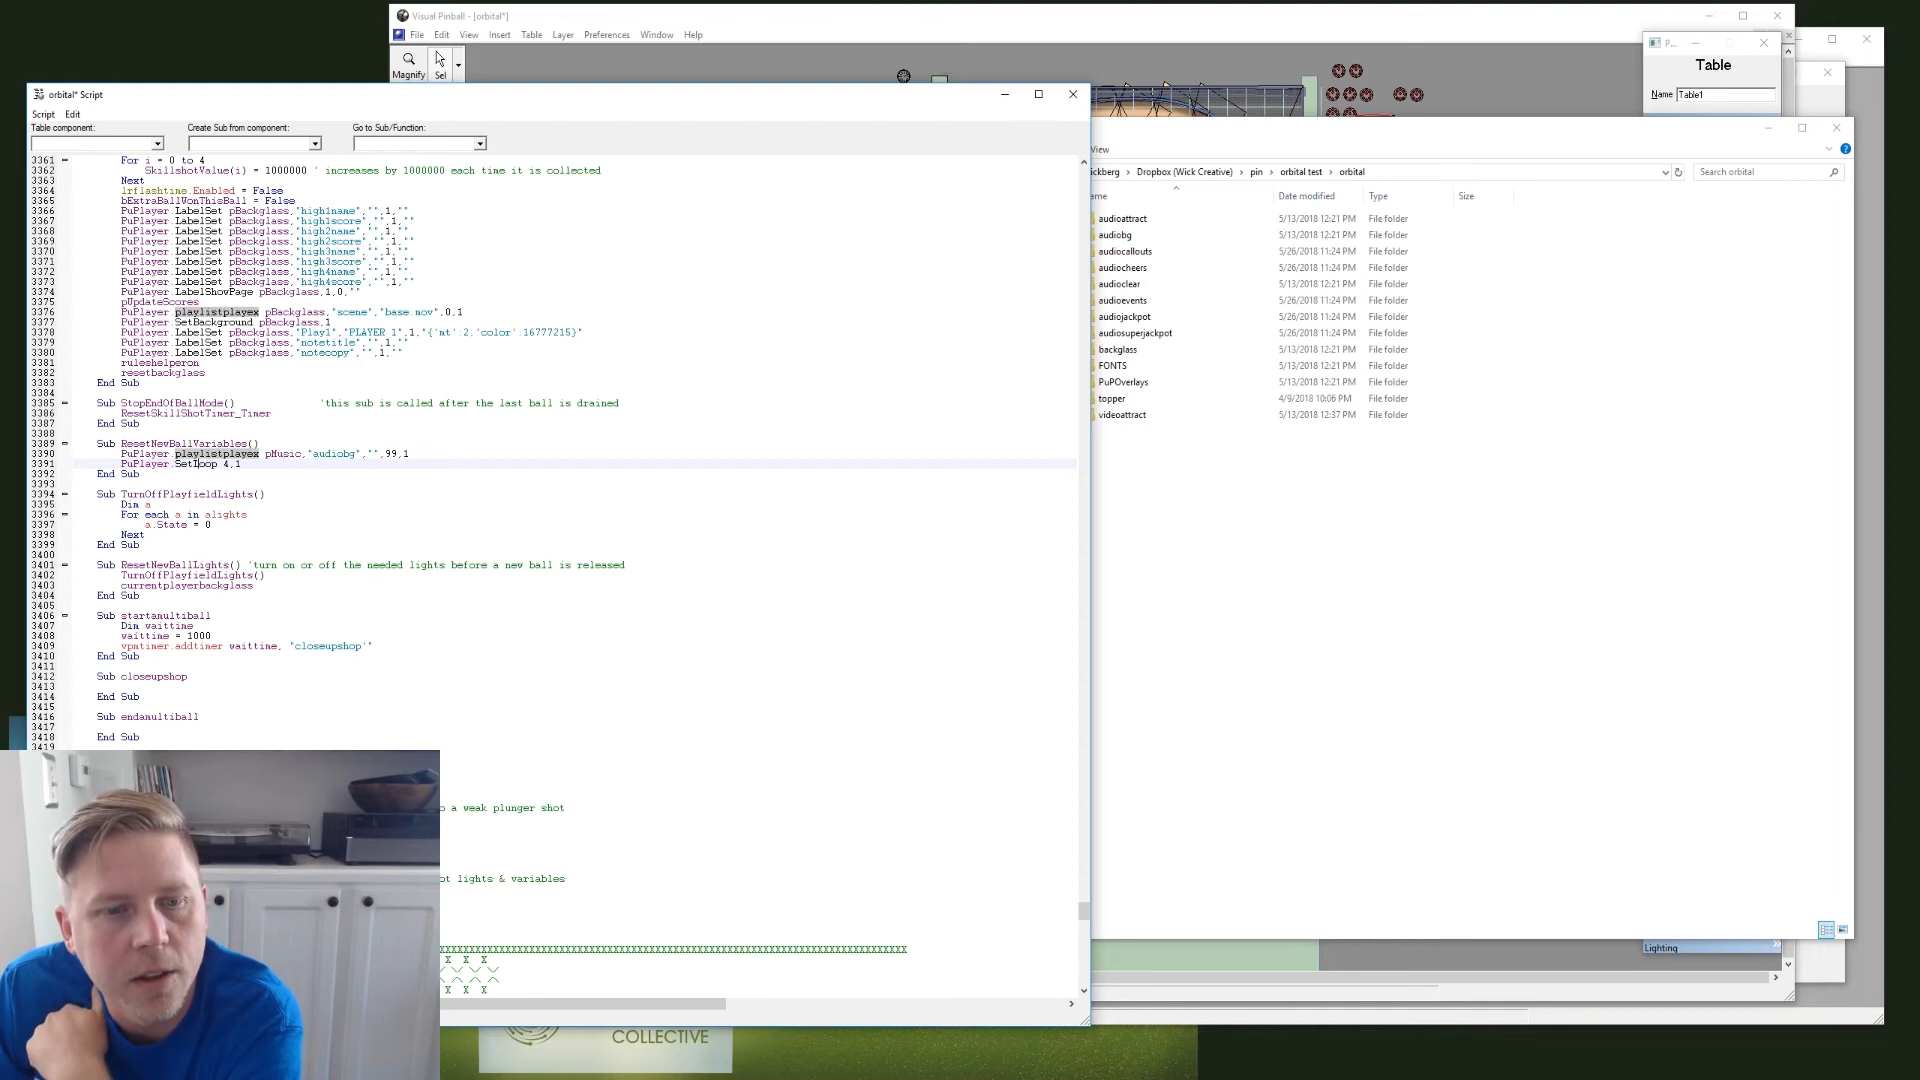 Visual Pinball - [orbital*]
File Edit View Insert Table Layer Preferences Window Help
Magnify Sel
P...
Table
Name Table1
orbital* Script
Script Edit
Table component: Create Sub from component: Go to Sub/Function:
3361 For i = 0 to 4
3362 SkillshotValue(i) = 1000000 ' increases by 1000000 each time it is collected
3363 Next
3364 lrflashtime.Enabled = False
3365 bExtraBallWonThisBall = False
3366 PuPlayer.LabelSet pBackglass,"high1name","",1,""
3367 PuPlayer.LabelSet pBackglass,"high1score","",1,""
3368 PuPlayer.LabelSet pBackglass,"high2name","",1,""
3369 PuPlayer.LabelSet pBackglass,"high2score","",1,""
3370 PuPlayer.LabelSet pBackglass,"high3name","",1,""
3371 PuPlayer.LabelSet pBackglass,"high3score","",1,""
3372 PuPlayer.LabelSet pBackglass,"high4name","",1,""
3373 PuPlayer.LabelSet pBackglass,"high4score","",1,""
3374 PuPlayer.LabelShowPage pBackglass,1,0,""
3375 pUpdateScores
3376 PuPlayer.playlistplayex pBackglass,"scene","base.mov",0,1
3377 PuPlayer.SetBackground pBackglass,1
3378 PuPlayer.LabelSet pBackglass,"Play1","PLAYER 1",1,"{'mt':2,'color':16777215}"
3379 PuPlayer.LabelSet pBackglass,"notetitle","",1,""
3380 PuPlayer.LabelSet pBackglass,"notecopy","",1,""
3381 ruleshelperon
3382 resetbackglass
3383 End Sub
3384
3385 Sub StopEndOfBallMode() 'this sub is called after the last ball is drained
3386 ResetSkillShotTimer_Timer
3387 End Sub
3388
3389 Sub ResetNewBallVariables()
3390 PuPlayer.playlistplayex pMusic,"audiobg","",99,1
3391 PuPlayer.SetLoop 4,1
3392 End Sub
3393
3394 Sub TurnOffPlayfieldLights()
3395 Dim a
3396 For each a in alights
3397 a.State = 0
3398 Next
3399 End Sub
3400
3401 Sub ResetNewBallLights() 'turn on or off the needed lights before a new ball is released
3402 TurnOffPlayfieldLights()
3403 currentplayerbackglass
3404 End Sub
3405
3406 Sub startamultiball
3407 Dim waittime
3408 waittime = 1000
3409 vpmtimer.addtimer waittime, "closeupshop'"
3410 End Sub
3411
3412 Sub closeupshop
3413
3414 End Sub
3415
3416 Sub endamultiball
3417
3418 End Sub
3419
o a weak plunger shot
ot lights & variables
X X X
X X X
View
ickberg > Dropbox (Wick Creative) > pin > orbital test > orbital
Search orbital
ame Date modified Type Size
audioattract 5/13/2018 12:21 PM File folder
audiobg 5/13/2018 12:21 PM File folder
audiocallouts 5/26/2018 11:24 AM File folder
audiocheers 5/26/2018 11:24 AM File folder
audioclear 5/13/2018 12:21 PM File folder
audioevents 5/26/2018 11:24 AM File folder
audiojackpot 5/26/2018 11:24 AM File folder
audiosuperjackpot 5/26/2018 11:24 AM File folder
backglass 5/13/2018 12:21 PM File folder
FONTS 5/13/2018 12:21 PM File folder
PuPOverlays 5/13/2018 12:21 PM File folder
topper 4/9/2018 10:06 PM File folder
videoattract 5/13/2018 12:37 PM File folder
Lighting
COLLECTIVE